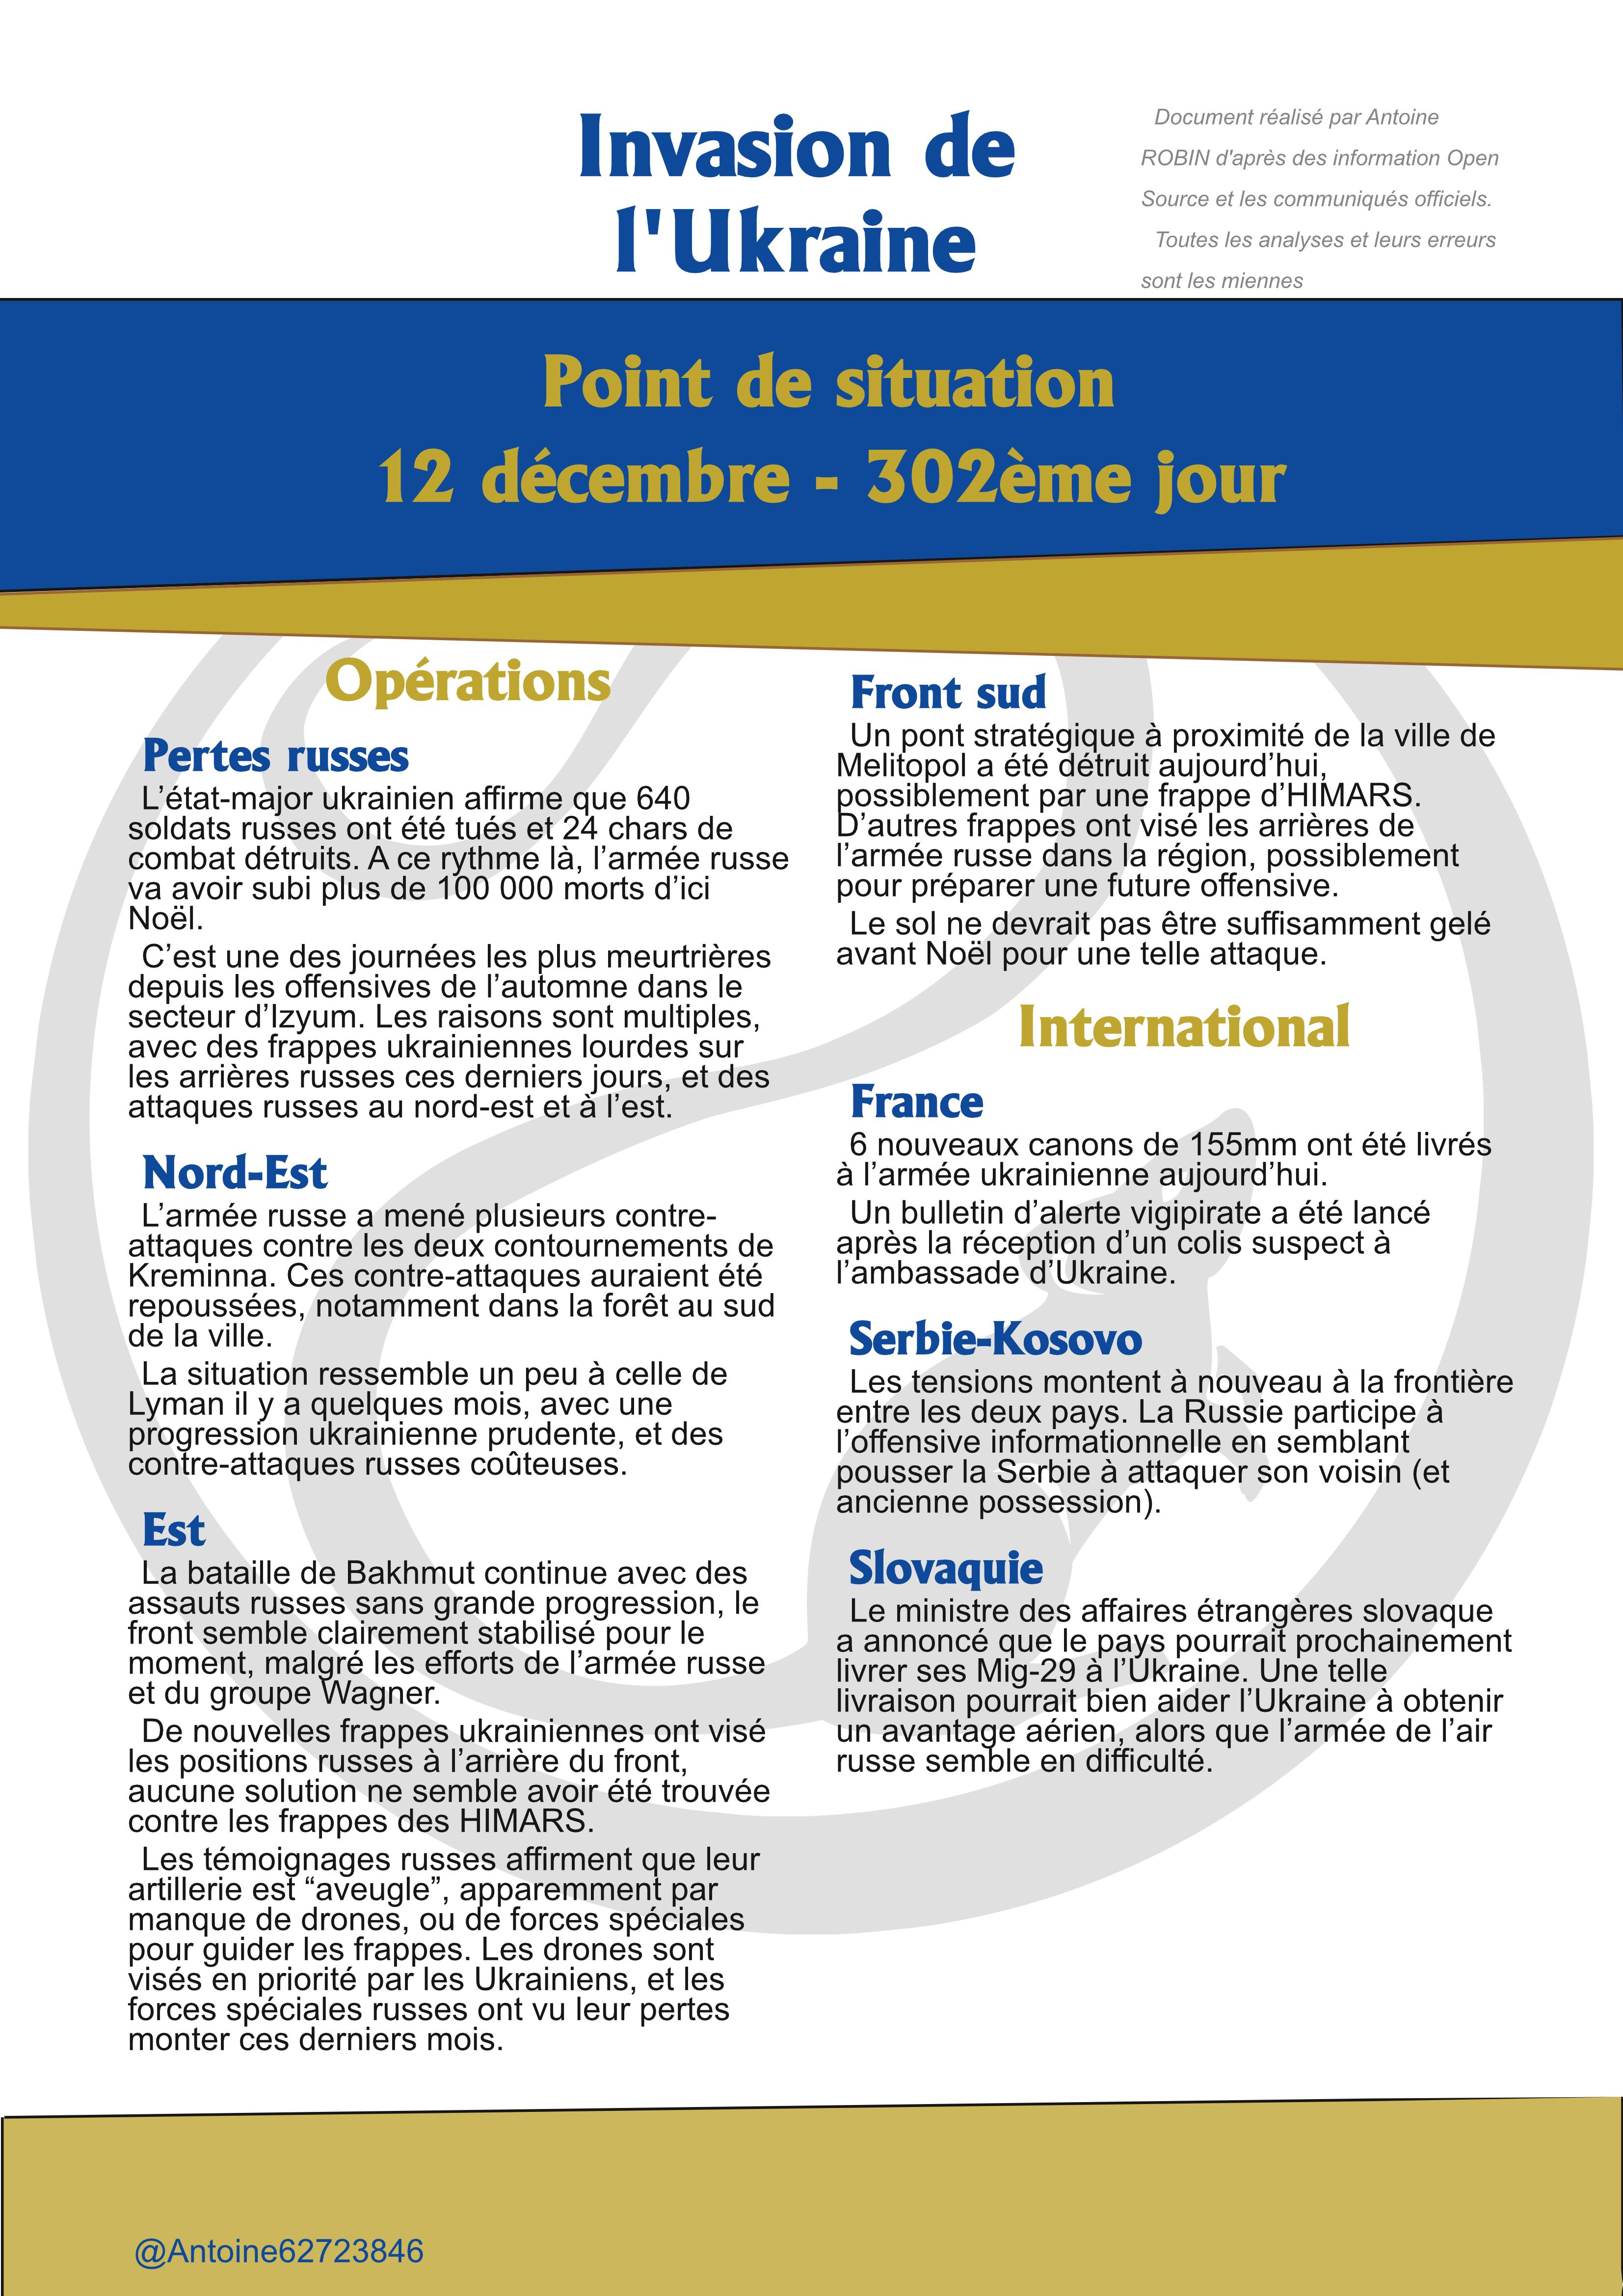 Invasion de
l'Ukraine
Document réalisé par Antoine
ROBIN d'après des information Open
Source et les communiqués officiels.
Toutes les analyses et leurs erreurs
sont les miennes
Point de situation
12 décembre - 302ème jour
Opérations
Pertes russes
L’état-major ukrainien affirme que 640
soldats russes ont été tués et 24 chars de
combat détruits. A ce rythme là, l’armée russe
va avoir subi plus de 100 000 morts d’ici
Noël.
C’est une des journées les plus meurtrières
depuis les offensives de l’automne dans le
secteur d’Izyum. Les raisons sont multiples,
avec des frappes ukrainiennes lourdes sur
les arrières russes ces derniers jours, et des
attaques russes au nord-est et à l’est.
Nord-Est
L’armée russe a mené plusieurs contre-
attaques contre les deux contournements de
Kreminna. Ces contre-attaques auraient été
repoussées, notamment dans la forêt au sud
de la ville.
La situation ressemble un peu à celle de
Lyman il y a quelques mois, avec une
progression ukrainienne prudente, et des
contre-attaques russes coûteuses.
Est
La bataille de Bakhmut continue avec des
assauts russes sans grande progression, le
front semble clairement stabilisé pour le
moment, malgré les efforts de l’armée russe
et du groupe Wagner.
De nouvelles frappes ukrainiennes ont visé
les positions russes à l’arrière du front,
aucune solution ne semble avoir été trouvée
contre les frappes des HIMARS.
Les témoignages russes affirment que leur
artillerie est “aveugle”, apparemment par
manque de drones, ou de forces spéciales
pour guider les frappes. Les drones sont
visés en priorité par les Ukrainiens, et les
forces spéciales russes ont vu leur pertes
monter ces derniers mois.
Front sud
Un pont stratégique à proximité de la ville de
Melitopol a été détruit aujourd’hui,
possiblement par une frappe d’HIMARS.
D’autres frappes ont visé les arrières de
l’armée russe dans la région, possiblement
pour préparer une future offensive.
Le sol ne devrait pas être suffisamment gelé
avant Noël pour une telle attaque.
International
France
6 nouveaux canons de 155mm ont été livrés
à l’armée ukrainienne aujourd’hui.
Un bulletin d’alerte vigipirate a été lancé
après la réception d’un colis suspect à
l’ambassade d’Ukraine.
Serbie-Kosovo
Les tensions montent à nouveau à la frontière
entre les deux pays. La Russie participe à
l’offensive informationnelle en semblant
pousser la Serbie à attaquer son voisin (et
ancienne possession).
Slovaquie
Le ministre des affaires étrangères slovaque
a annoncé que le pays pourrait prochainement
livrer ses Mig-29 à l’Ukraine. Une telle
livraison pourrait bien aider l’Ukraine à obtenir
un avantage aérien, alors que l’armée de l’air
russe semble en difficulté.
@Antoine62723846